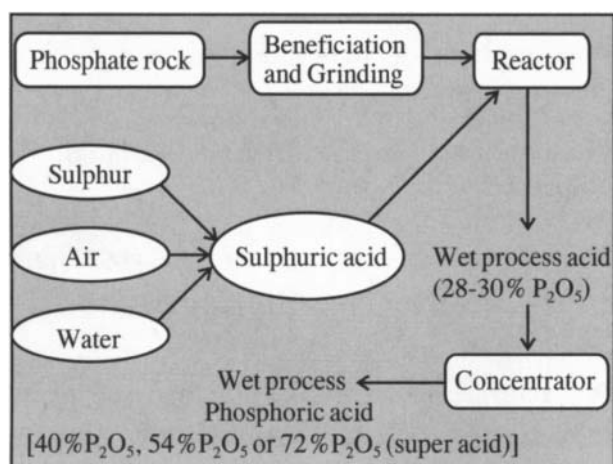 Phosphate rock
Beneficiation
and Grinding
Reactor
Sulphur
Air
Water
Sulphuric acid
Wet process acid
(28-30% P₂O₅)
Concentrator
Wet process
Phosphoric acid
[40%P₂O₅, 54%P₂O₅ or 72%P₂O₅ (super acid)]